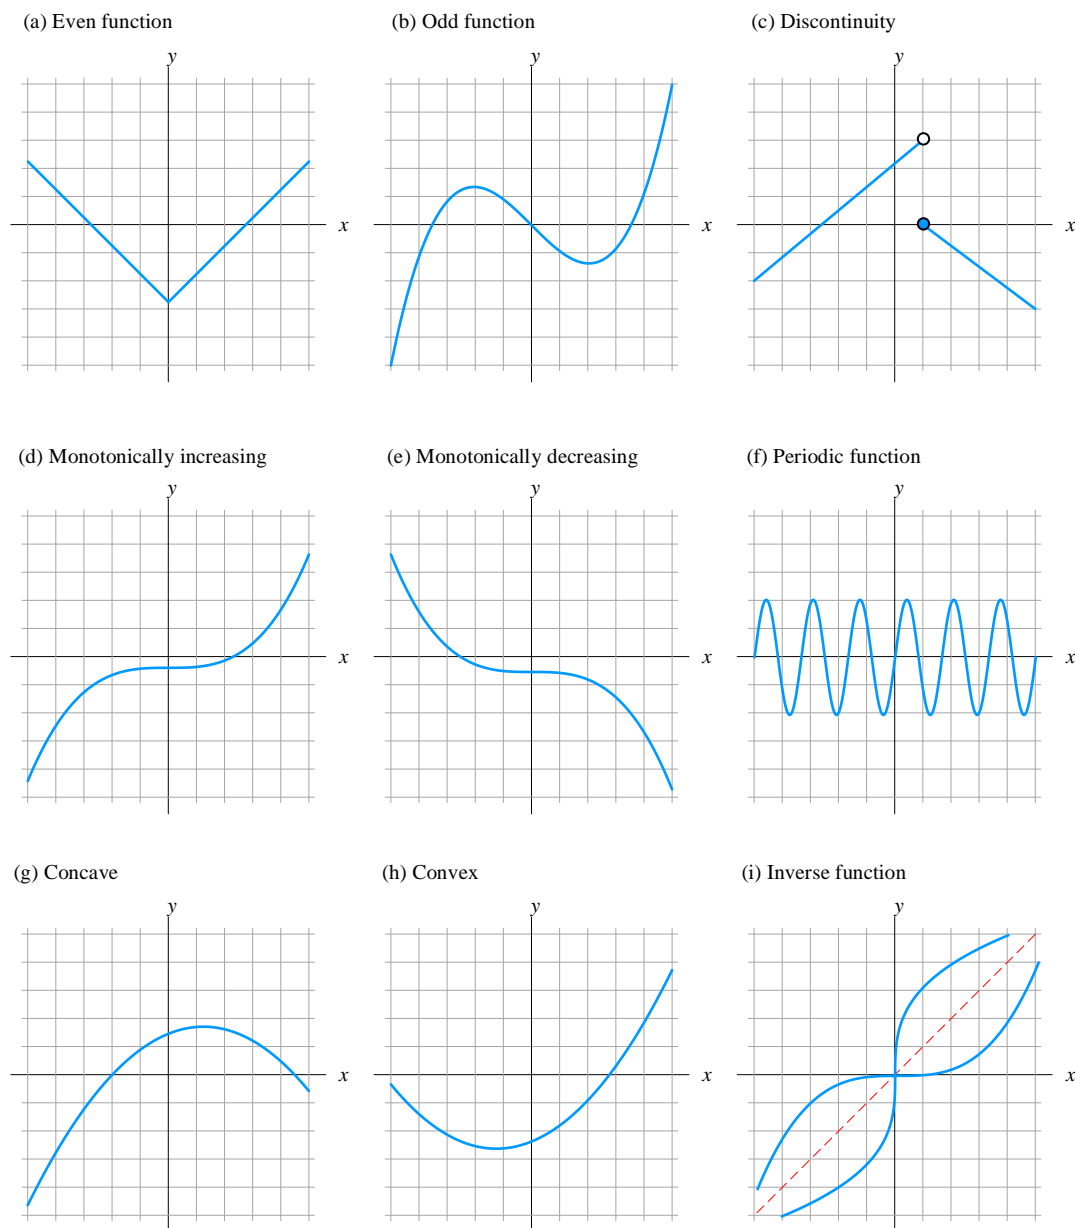 (a) Even function
(b) Odd function
(c) Discontinuity
y
y
y
x
x
x
(d) Monotonically increasing
(e) Monotonically decreasing
(f) Periodic function
y
y
y
x
x
x
(g) Concave
(h) Convex
(i) Inverse function
y
y
y
x
x
x